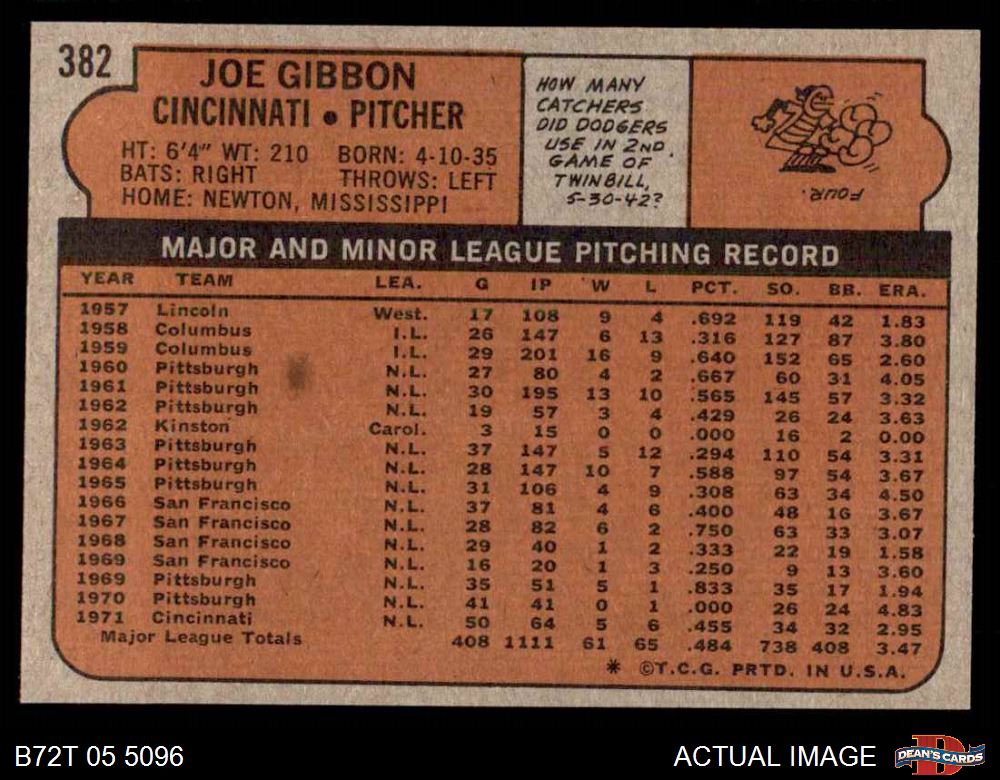 382
JOE GIBBON
CINCINNATI • PITCHER
HT: 6'4" WT: 210 BORN: 4-10-35
BATS: RIGHT THROWS: LEFT
HOME: NEWTON, MISSISSIPPI
HOW MANY
CATCHERS
DID DODGERS
USE IN 2ND.
GAME OF
TWINBILL,
5-30-42?
FOUR.
MAJOR AND MINOR LEAGUE PITCHING RECORD
YEAR TEAM LEA. G IP W L PCT. SO. BB. ERA.
1957 Lincoln West. 17 108 9 4 .692 119 42 1.83
1958 Columbus I.L. 26 147 6 13 .316 127 87 3.80
1959 Columbus I.L. 29 201 16 9 .640 152 65 2.60
1960 Pittsburgh N.L. 27 80 4 2 .667 60 31 4.05
1961 Pittsburgh N.L. 30 195 13 10 .565 145 57 3.32
1962 Pittsburgh N.L. 19 57 3 4 .429 26 24 3.63
1962 Kinston Carol. 3 15 0 0 .000 16 2 0.00
1963 Pittsburgh N.L. 37 147 5 12 .294 110 54 3.31
1964 Pittsburgh N.L. 28 147 10 7 .588 97 54 3.67
1965 Pittsburgh N.L. 31 106 4 9 .308 63 34 4.50
1966 San Francisco N.L. 37 81 4 6 .400 48 16 3.67
1967 San Francisco N.L. 28 82 6 2 .750 63 33 3.07
1968 San Francisco N.L. 29 40 1 2 .333 22 19 1.58
1969 San Francisco N.L. 16 20 1 3 .250 9 13 3.60
1969 Pittsburgh N.L. 35 51 5 1 .833 35 17 1.94
1970 Pittsburgh N.L. 41 41 0 1 .000 26 24 4.83
1971 Cincinnati N.L. 50 64 5 6 .455 34 32 2.95
Major League Totals 408 1111 61 65 .484 738 408 3.47
* ©T.C.G. PRTD. IN U.S.A.
B72T 05 5096
ACTUAL IMAGE
D
DEAN'S CARDS